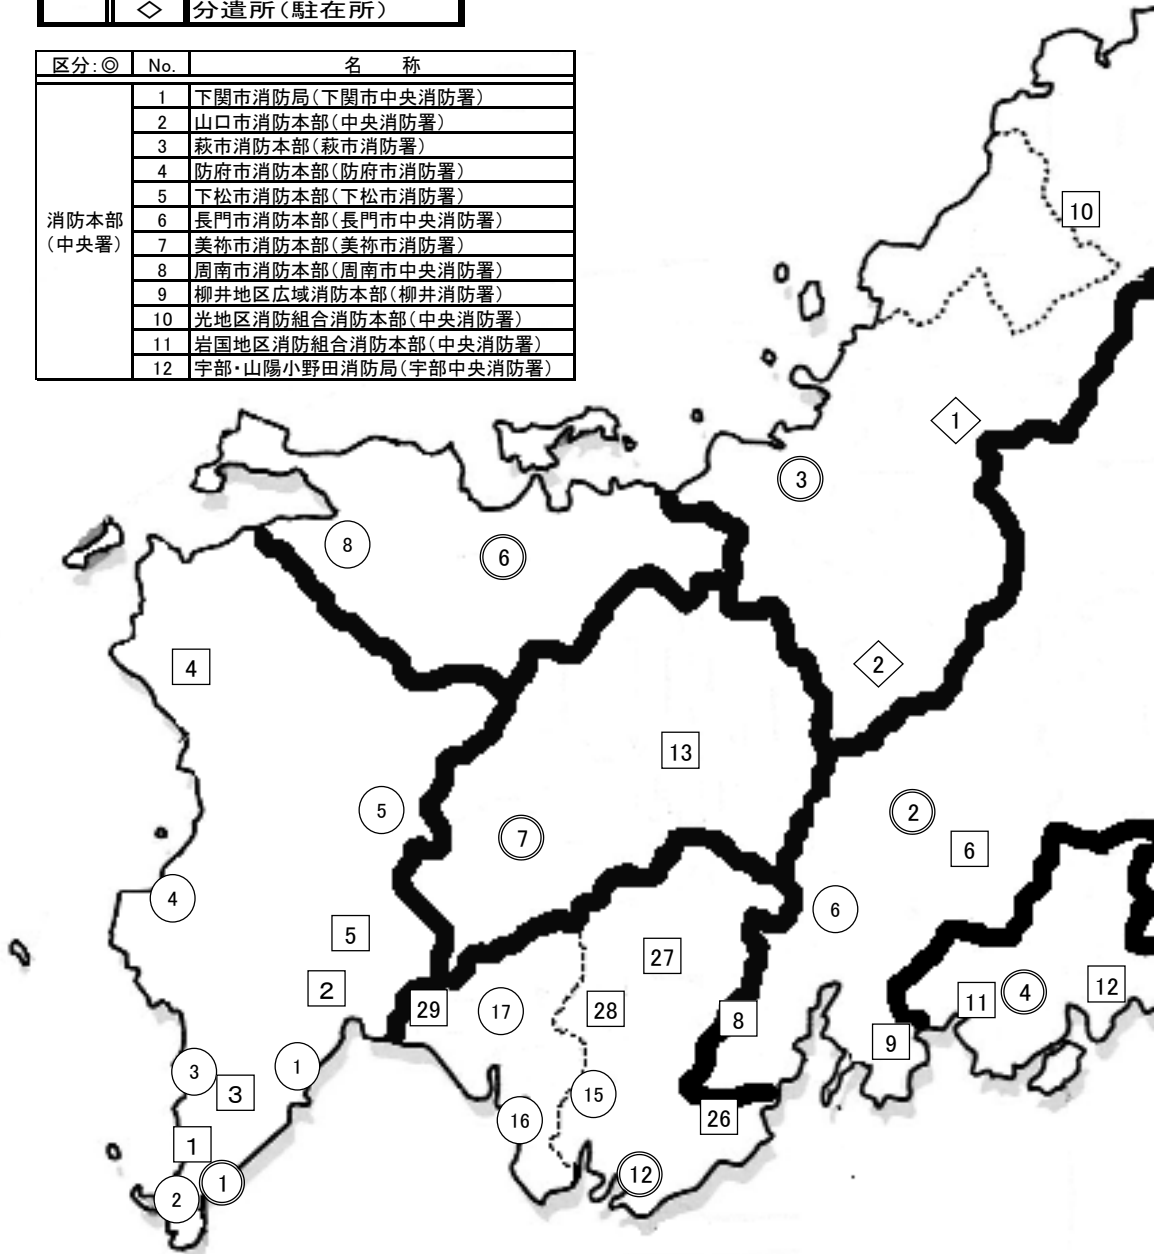 ◇ 分遣所（駐在所）
区分：◎ No. 名 称
1 下関市消防局（下関市中央消防署）
2 山口市消防本部（中央消防署）
3 萩市消防本部（萩市消防署）
4 防府市消防本部（防府市消防署）
5 下松市消防本部（下松市消防署）
消防本部 6 長門市消防本部（長門市中央消防署）
（中央署） 7 美祢市消防本部（美祢市消防署）
8 周南市消防本部（周南市中央消防署）
9 柳井地区広域消防本部（柳井消防署）
10 光地区消防組合消防本部（中央消防署）
11 岩国地区消防組合消防本部（中央消防署）
12 宇部・山陽小野田消防局（宇部中央消防署）
10
1
3
8 6
4
2
13
5 7 2
6
4 6
5
27
2 29 17 28 8 11 4 12
9
3 1
3 15
16 26
1
2 1 12